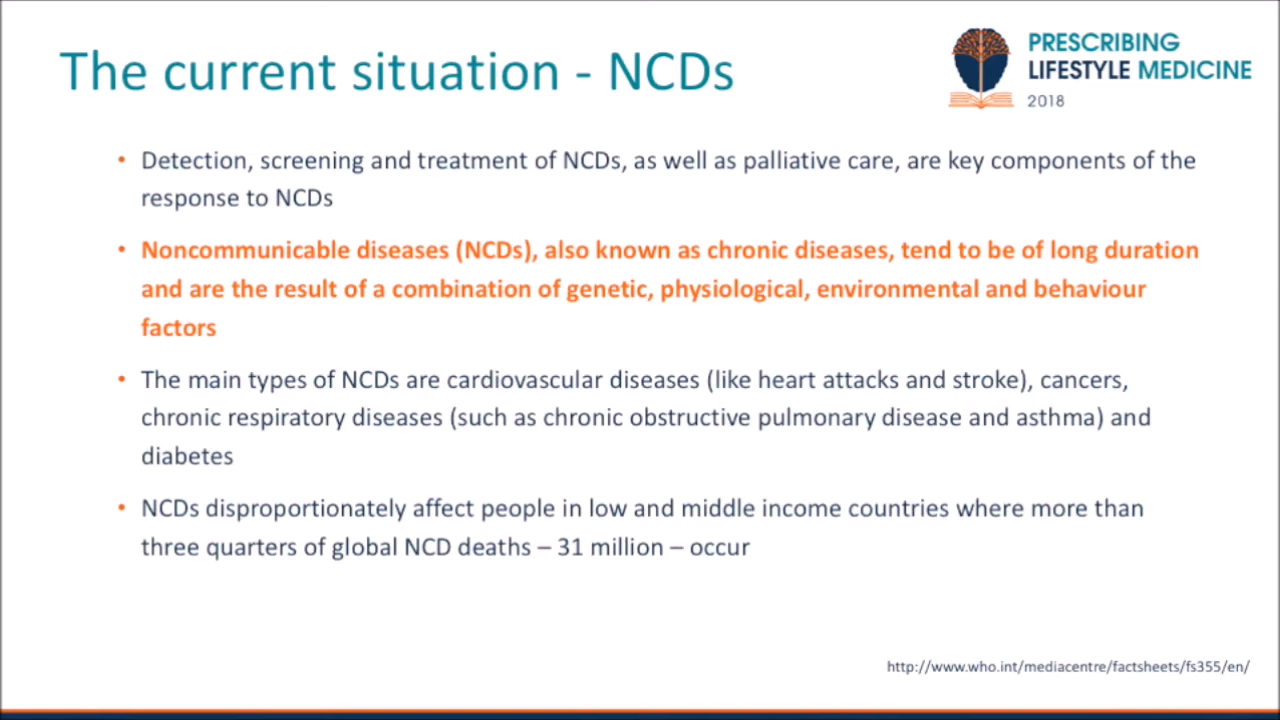 The current situation - NCDs
PRESCRIBING
LIFESTYLE MEDICINE
2018
• Detection, screening and treatment of NCDs, as well as palliative care, are key components of the
response to NCDs
• Noncommunicable diseases (NCDs), also known as chronic diseases, tend to be of long duration
and are the result of a combination of genetic, physiological, environmental and behaviour
factors
• The main types of NCDs are cardiovascular diseases (like heart attacks and stroke), cancers,
chronic respiratory diseases (such as chronic obstructive pulmonary disease and asthma) and
diabetes
• NCDs disproportionately affect people in low and middle income countries where more than
three quarters of global NCD deaths – 31 million – occur
http://www.who.int/mediacentre/factsheets/fs355/en/